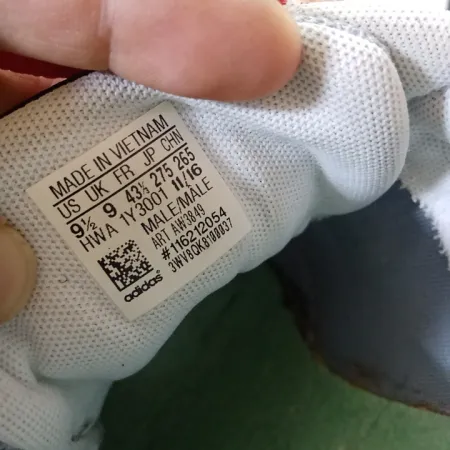 MADE IN VIETNAM
US UK FR JP CHN
9½ 9 43⅓ 275 265
HWA 1Y3001 11/16
MALE/MÂLE
ART AW3849
#116212054
3WV8QK8100037
adidas